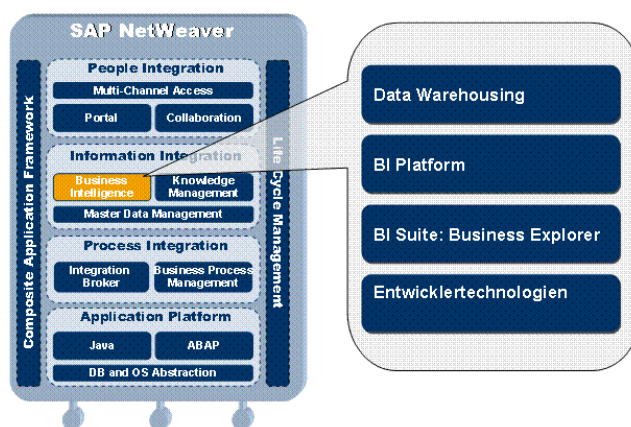 SAP NetWeaver
Composite Application Framework
People Integration
Multi-Channel Access
Portal
Collaboration
Information Integration
Business
Intelligence
Knowledge
Management
Master Data Management
Process Integration
Integration
Broker
Business Process
Management
Application Platform
Java
ABAP
DB and OS Abstraction
Life Cycle Management
Data Warehousing
BI Platform
BI Suite: Business Explorer
Entwicklertechnologien